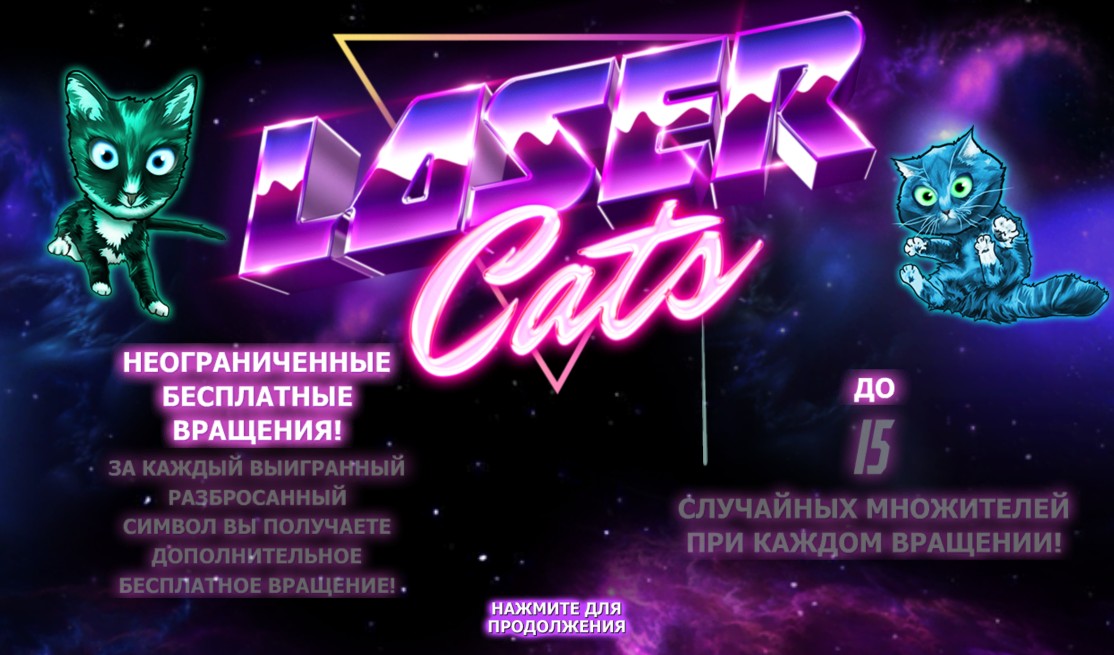 LASER
Cats
НЕОГРАНИЧЕННЫЕ
БЕСПЛАТНЫЕ
ВРАЩЕНИЯ!
ЗА КАЖДЫЙ ВЫИГРАННЫЙ
РАЗБРОСАННЫЙ
СИМВОЛ ВЫ ПОЛУЧАЕТЕ
ДОПОЛНИТЕЛЬНОЕ
БЕСПЛАТНОЕ ВРАЩЕНИЕ!
ДО
15
СЛУЧАЙНЫХ МНОЖИТЕЛЕЙ
ПРИ КАЖДОМ ВРАЩЕНИИ!
НАЖМИТЕ ДЛЯ
ПРОДОЛЖЕНИЯ